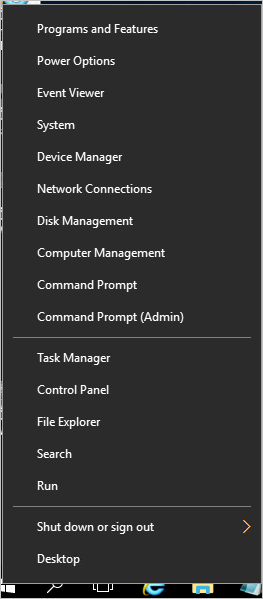 Programs and Features
Power Options
Event Viewer
System
Device Manager
Network Connections
Disk Management
Computer Management
Command Prompt
Command Prompt (Admin)
Task Manager
Control Panel
File Explorer
Search
Run
Shut down or sign out
Desktop